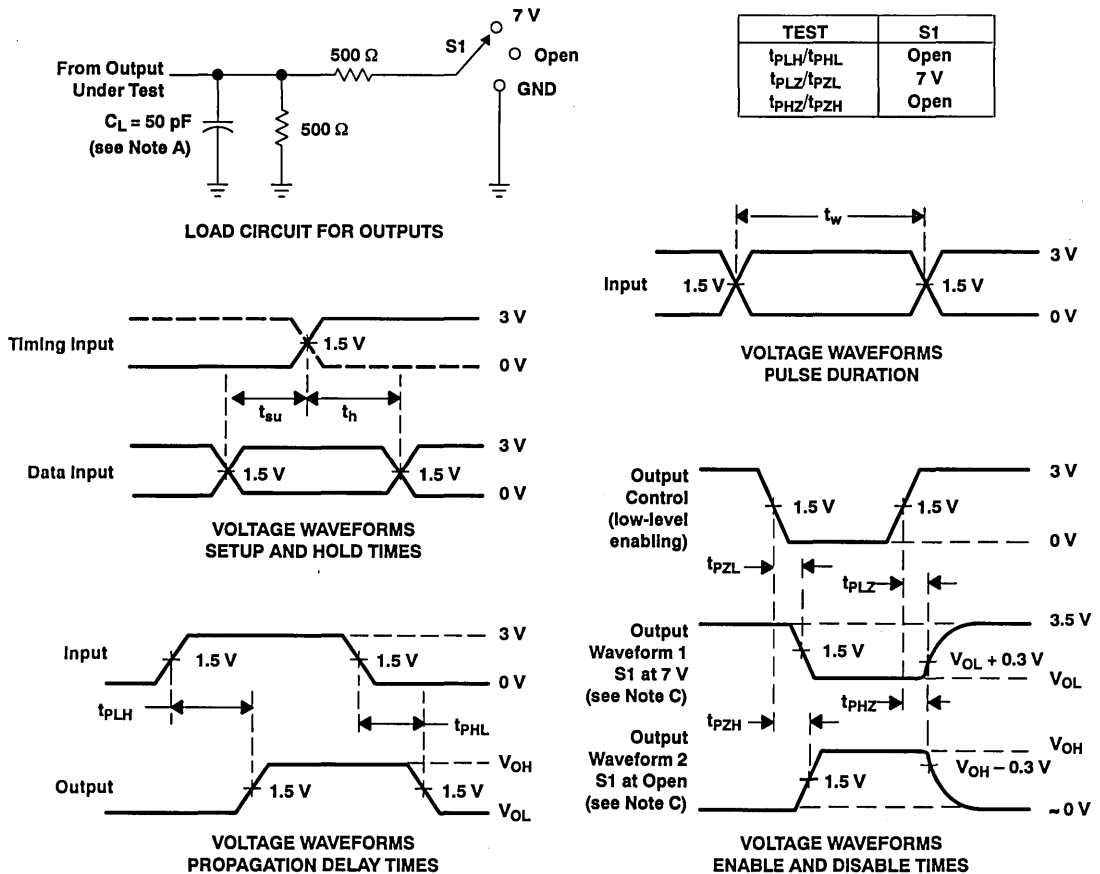 7 V
S1
Open
500 Ω
From Output
Under Test
GND
C_L = 50 pF
(see Note A)
500 Ω
LOAD CIRCUIT FOR OUTPUTS
TEST S1
t_PLH/t_PHL Open
t_PLZ/t_PZL 7 V
t_PHZ/t_PZH Open
t_w
3 V
Input
1.5 V
1.5 V
0 V
VOLTAGE WAVEFORMS
PULSE DURATION
3 V
Timing Input
1.5 V
0 V
t_su
t_h
3 V
Data Input
1.5 V
1.5 V
0 V
VOLTAGE WAVEFORMS
SETUP AND HOLD TIMES
3 V
Input
1.5 V
1.5 V
0 V
t_PLH
t_PHL
V_OH
Output
1.5 V
1.5 V
V_OL
VOLTAGE WAVEFORMS
PROPAGATION DELAY TIMES
Output
Control
(low-level
enabling)
3 V
1.5 V
1.5 V
0 V
t_PZL
t_PLZ
3.5 V
Output
Waveform 1
S1 at 7 V
(see Note C)
1.5 V
V_OL + 0.3 V
V_OL
t_PHZ
t_PZH
V_OH
Output
Waveform 2
S1 at Open
(see Note C)
V_OH – 0.3 V
1.5 V
~ 0 V
VOLTAGE WAVEFORMS
ENABLE AND DISABLE TIMES